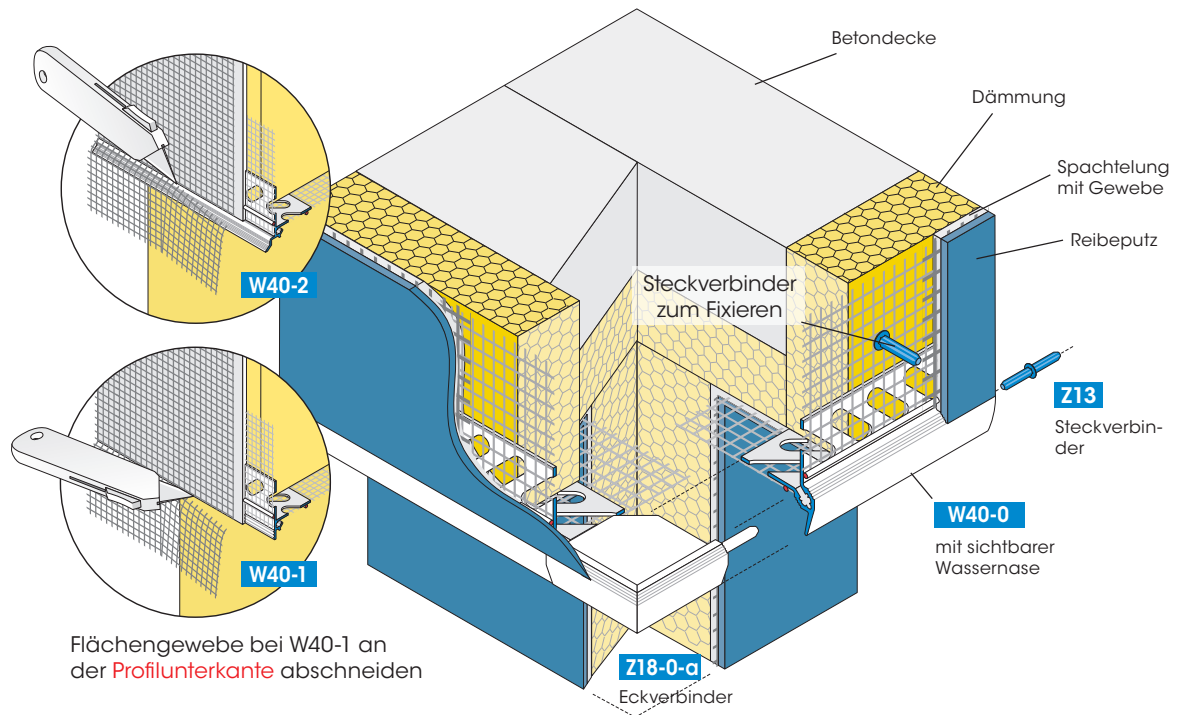 Betondecke
Dämmung
Spachtelung
mit Gewebe
Reibeputz
Steckverbinder
zum Fixieren
W40-2
Z13
Steckverbin-
der
W40-0
mit sichtbarer
Wassernase
W40-1
Flächengewebe bei W40-1 an
der Profilunterkante abschneiden
Z18-0-a
Eckverbinder